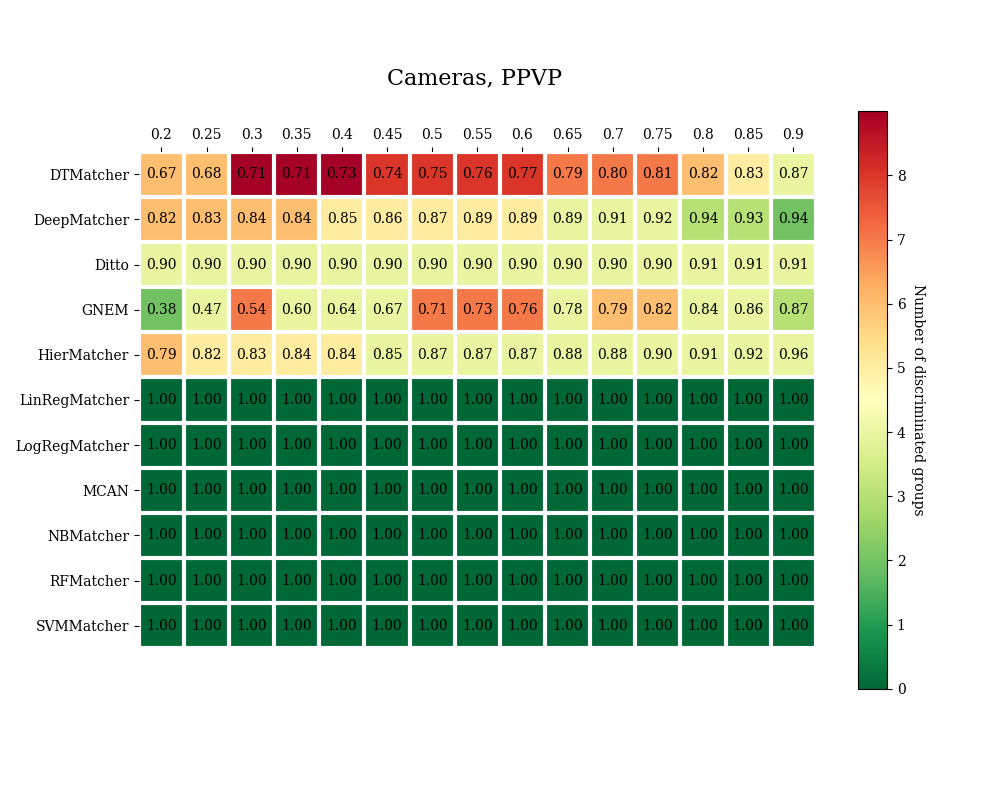 Cameras, PPVP
0.2 0.25 0.3 0.35 0.4 0.45 0.5 0.55 0.6 0.65 0.7 0.75 0.8 0.85 0.9
DTMatcher 0.67 0.68 0.71 0.71 0.73 0.74 0.75 0.76 0.77 0.79 0.80 0.81 0.82 0.83 0.87
DeepMatcher 0.82 0.83 0.84 0.84 0.85 0.86 0.87 0.89 0.89 0.89 0.91 0.92 0.94 0.93 0.94
Ditto 0.90 0.90 0.90 0.90 0.90 0.90 0.90 0.90 0.90 0.90 0.90 0.90 0.91 0.91 0.91
GNEM 0.38 0.47 0.54 0.60 0.64 0.67 0.71 0.73 0.76 0.78 0.79 0.82 0.84 0.86 0.87
HierMatcher 0.79 0.82 0.83 0.84 0.84 0.85 0.87 0.87 0.87 0.88 0.88 0.90 0.91 0.92 0.96
LinRegMatcher 1.00 1.00 1.00 1.00 1.00 1.00 1.00 1.00 1.00 1.00 1.00 1.00 1.00 1.00 1.00
LogRegMatcher 1.00 1.00 1.00 1.00 1.00 1.00 1.00 1.00 1.00 1.00 1.00 1.00 1.00 1.00 1.00
MCAN 1.00 1.00 1.00 1.00 1.00 1.00 1.00 1.00 1.00 1.00 1.00 1.00 1.00 1.00 1.00
NBMatcher 1.00 1.00 1.00 1.00 1.00 1.00 1.00 1.00 1.00 1.00 1.00 1.00 1.00 1.00 1.00
RFMatcher 1.00 1.00 1.00 1.00 1.00 1.00 1.00 1.00 1.00 1.00 1.00 1.00 1.00 1.00 1.00
SVMMatcher 1.00 1.00 1.00 1.00 1.00 1.00 1.00 1.00 1.00 1.00 1.00 1.00 1.00 1.00 1.00
8
7
6
5
4
3
2
1
0
Number of discriminated groups